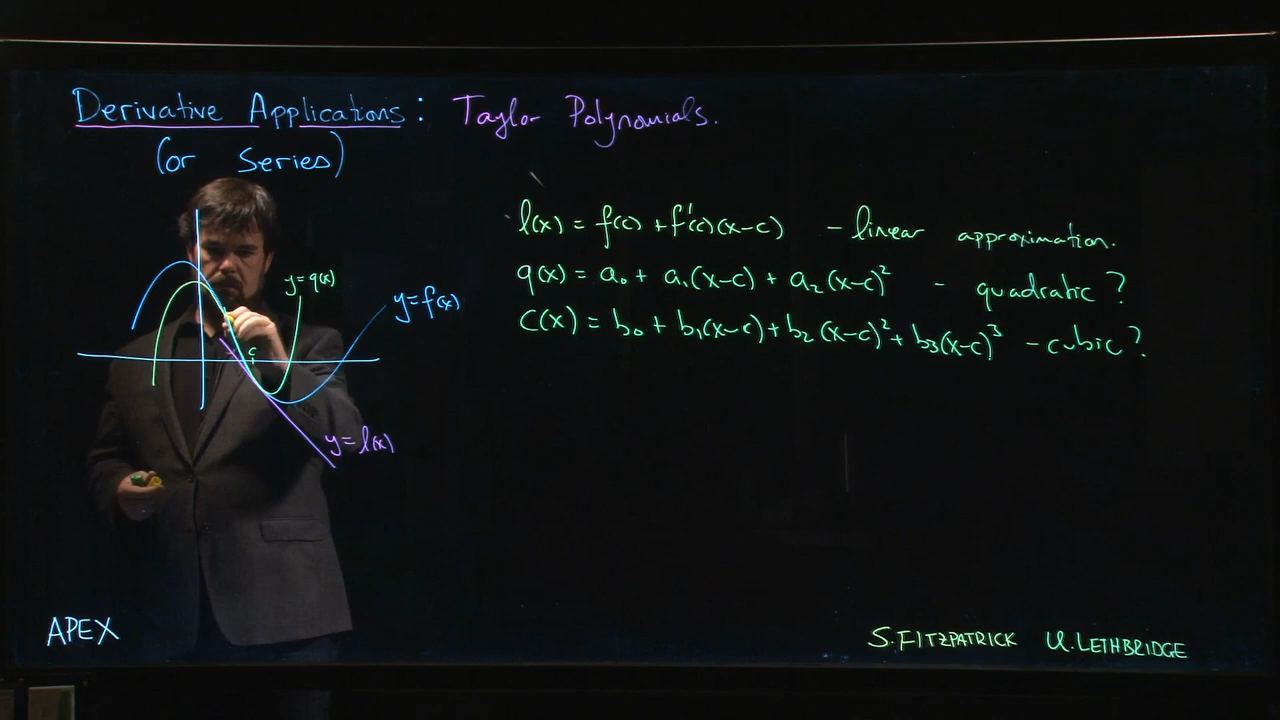 Derivative Applications: Taylor Polynomials.
(or Series)
l(x) = f(c) + f'(c)(x-c) - linear approximation.
q(x) = a₀ + a₁(x-c) + a₂(x-c)² - quadratic ?
c(x) = b₀ + b₁(x-c) + b₂(x-c)² + b₃(x-c)³ - cubic ?
y=q(x)
y=f(x)
c
y=l(x)
APEX
S.FITZPATRICK U.LETHBRIDGE